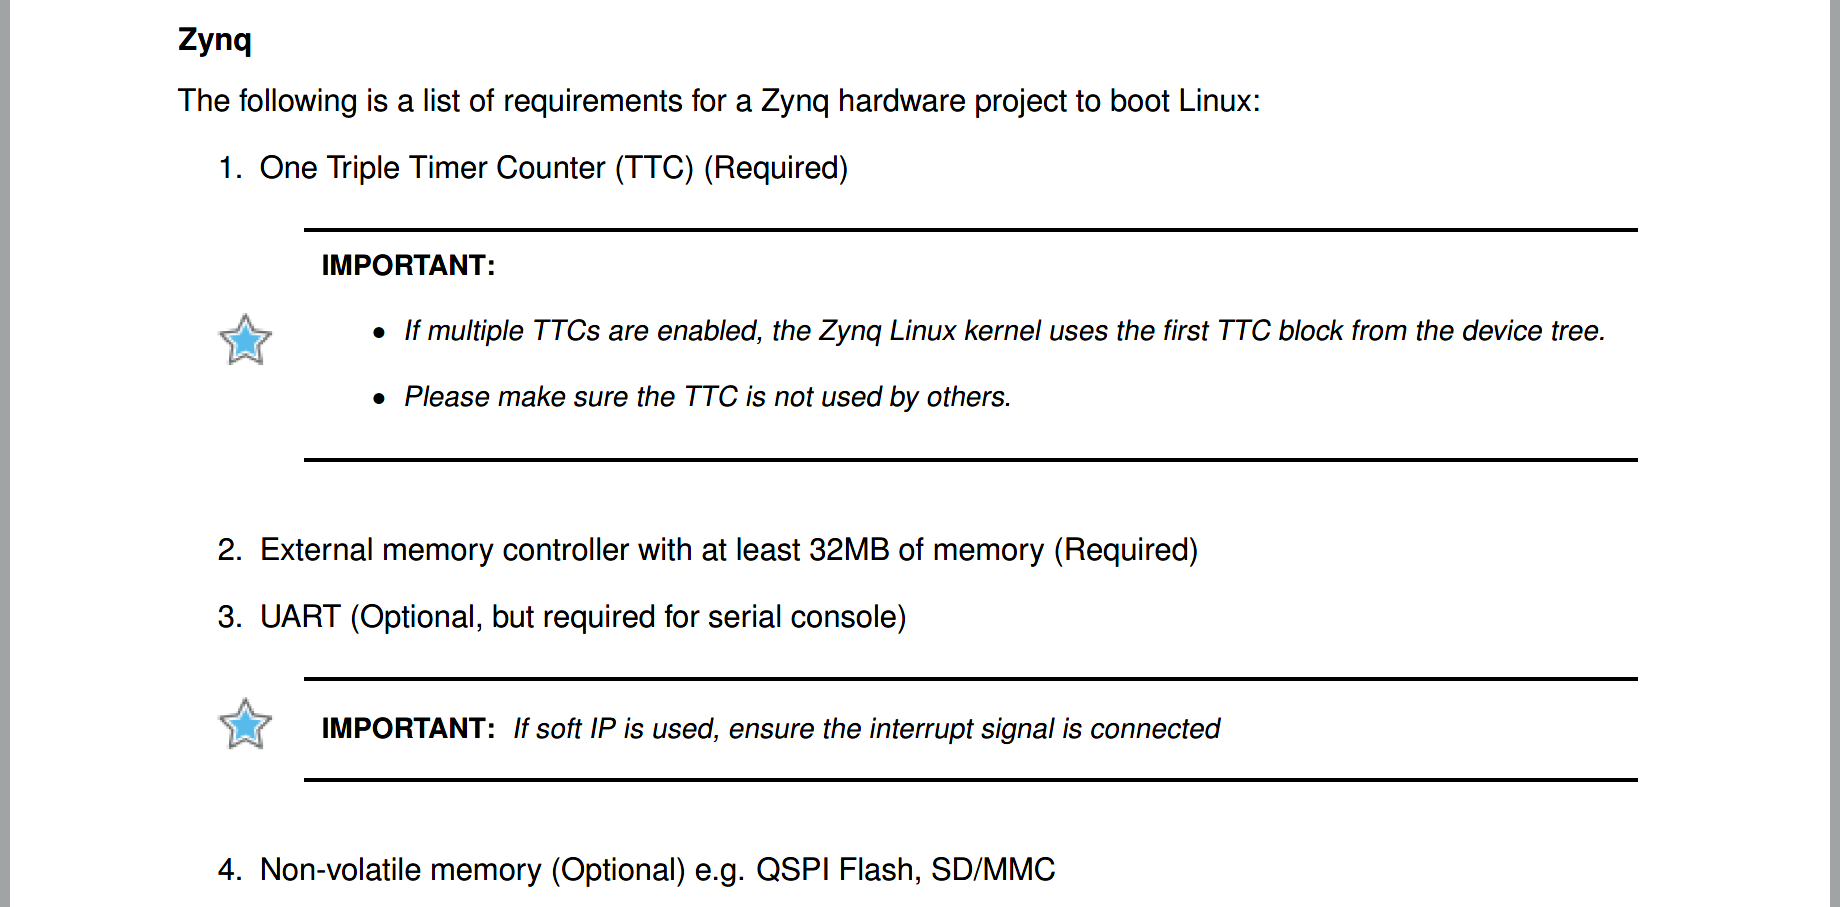 Zynq
The following is a list of requirements for a Zynq hardware project to boot Linux:
1. One Triple Timer Counter (TTC) (Required)
IMPORTANT:
• If multiple TTCs are enabled, the Zynq Linux kernel uses the first TTC block from the device tree.
• Please make sure the TTC is not used by others.
2. External memory controller with at least 32MB of memory (Required)
3. UART (Optional, but required for serial console)
IMPORTANT: If soft IP is used, ensure the interrupt signal is connected
4. Non-volatile memory (Optional) e.g. QSPI Flash, SD/MMC